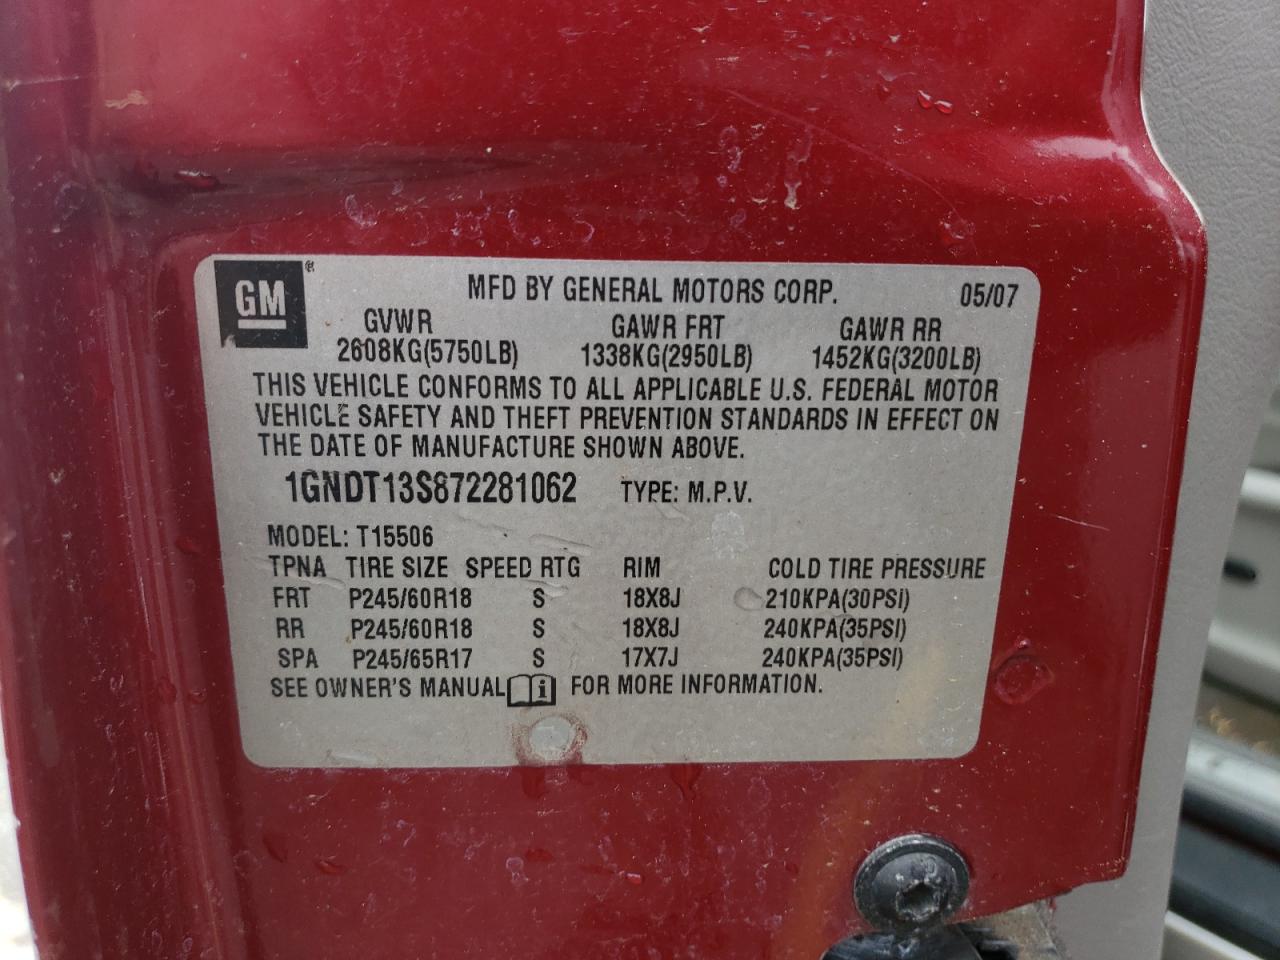 GM ®
MFD BY GENERAL MOTORS CORP. 05/07
GVWR GAWR FRT GAWR RR
2608KG(5750LB) 1338KG(2950LB) 1452KG(3200LB)
THIS VEHICLE CONFORMS TO ALL APPLICABLE U.S. FEDERAL MOTOR
VEHICLE SAFETY AND THEFT PREVENTION STANDARDS IN EFFECT ON
THE DATE OF MANUFACTURE SHOWN ABOVE.
1GNDT13S872281062 TYPE: M.P.V.
MODEL: T15506
TPNA TIRE SIZE SPEED RTG RIM COLD TIRE PRESSURE
FRT P245/60R18 S 18X8J 210KPA(30PSI)
RR P245/60R18 S 18X8J 240KPA(35PSI)
SPA P245/65R17 S 17X7J 240KPA(35PSI)
SEE OWNER'S MANUAL i FOR MORE INFORMATION.